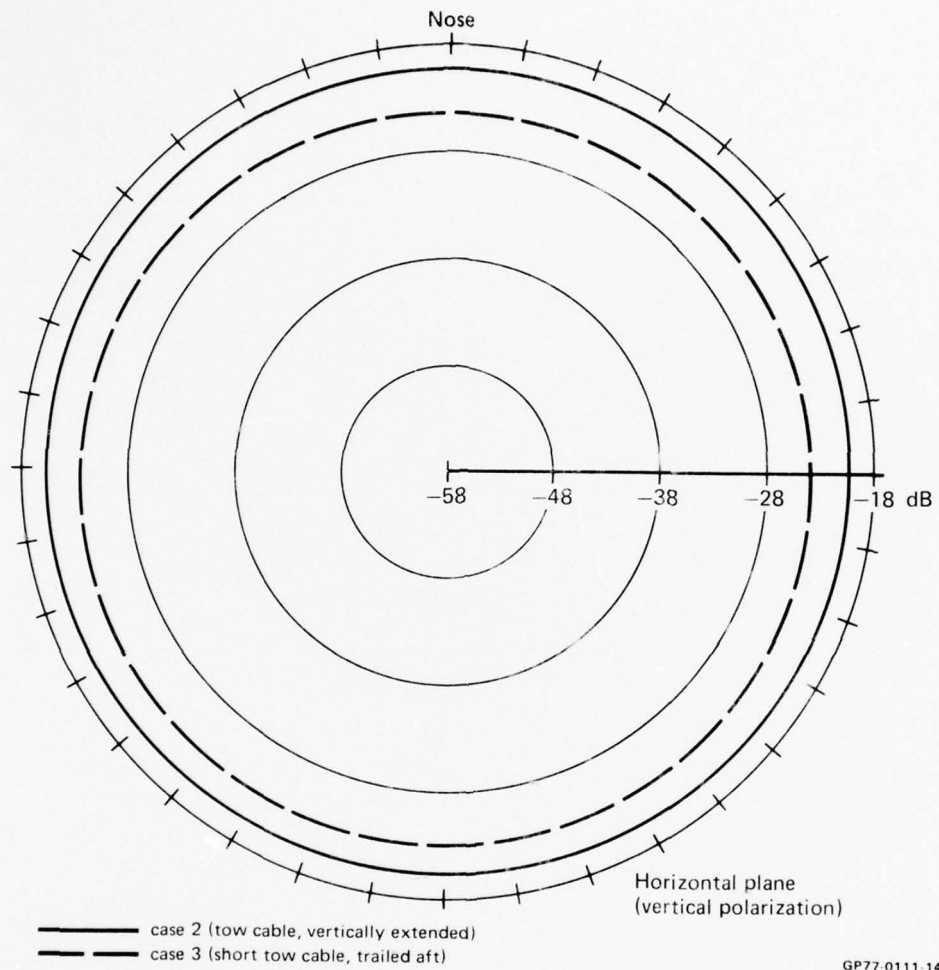 Nose
−58 −48 −38 −28 −18 dB
Horizontal plane
(vertical polarization)
case 2 (tow cable, vertically extended)
case 3 (short tow cable, trailed aft)
GP77-0111-14